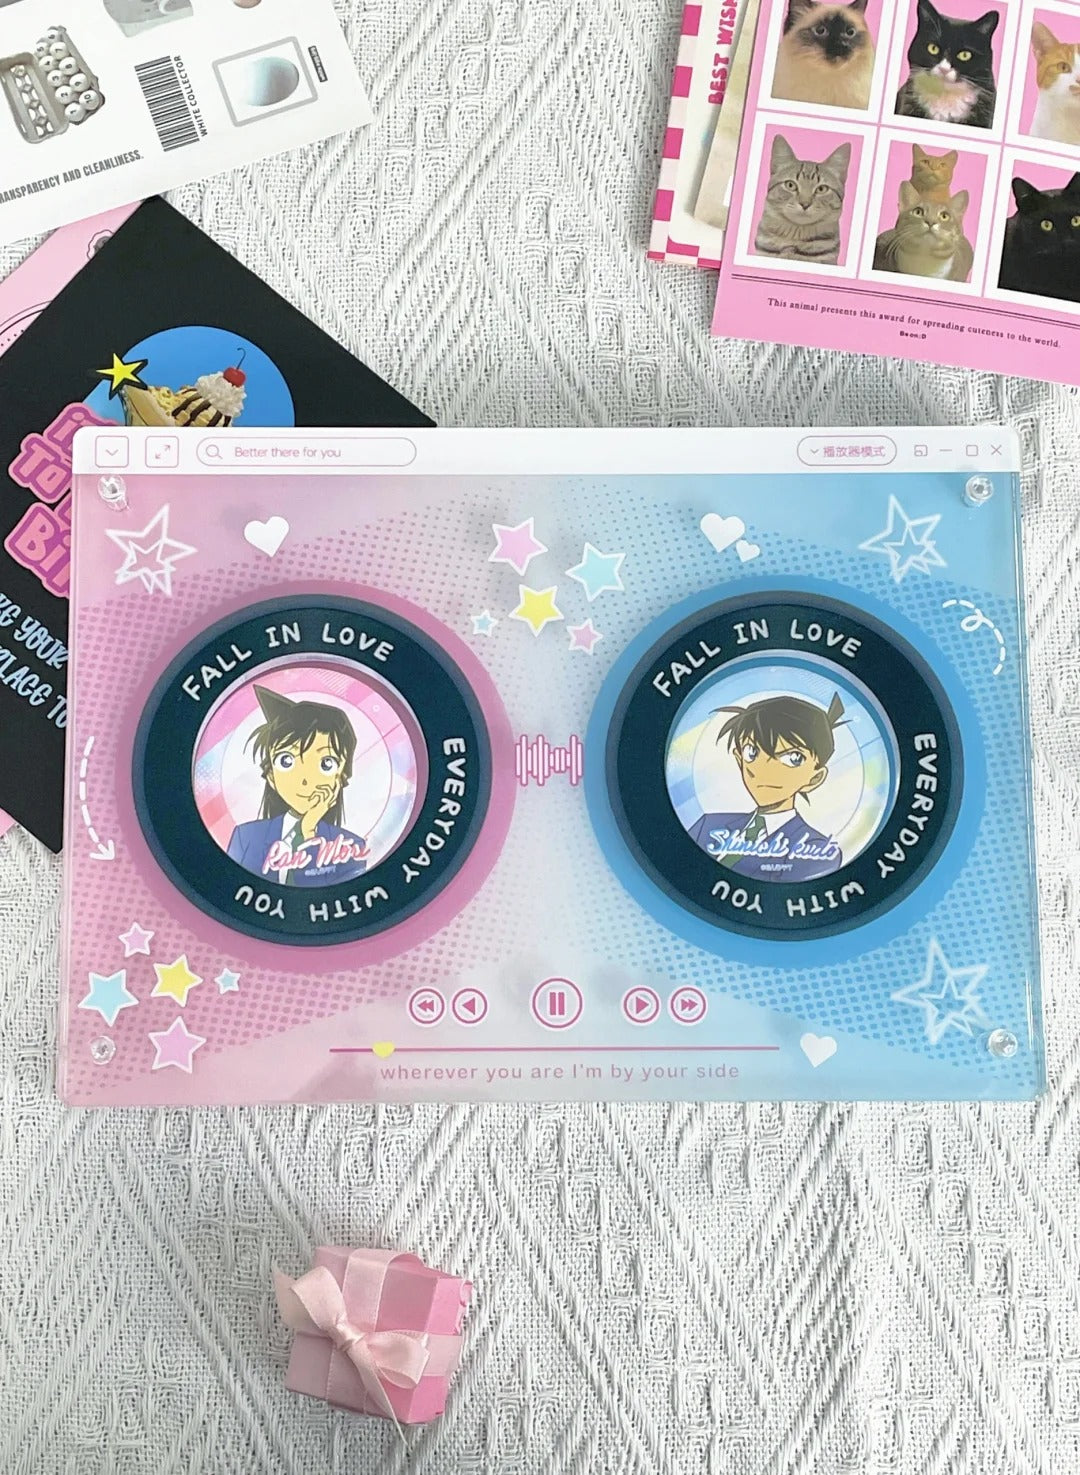 WHITE COLLECTOR
AND CLEANLINESS.
BEST
This animal presents this award for spreading cuteness to the world.
Better there for you
播放器模式
FALL IN LOVE
EVERYDAY WITH YOU
Ran Mori
FALL IN LOVE
EVERYDAY WITH YOU
Shinichi kudo
wherever you are I'm by your side